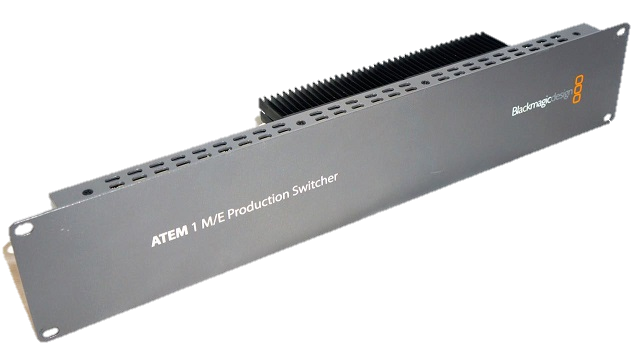 Blackmagicdesign
ATEM 1 M/E Production Switcher